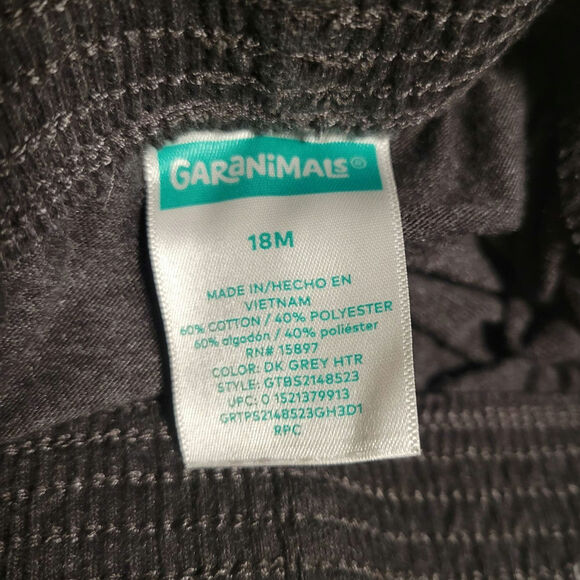 GARANiMALS®
18M
MADE IN/HECHO EN
VIETNAM
60% COTTON / 40% POLYESTER
60% algodón / 40% poliéster
RN# 15897
COLOR: DK GREY HTR
STYLE: GTBS2148523
UPC: 0 1521379913
GRTPS2148523GH3D1
RPC